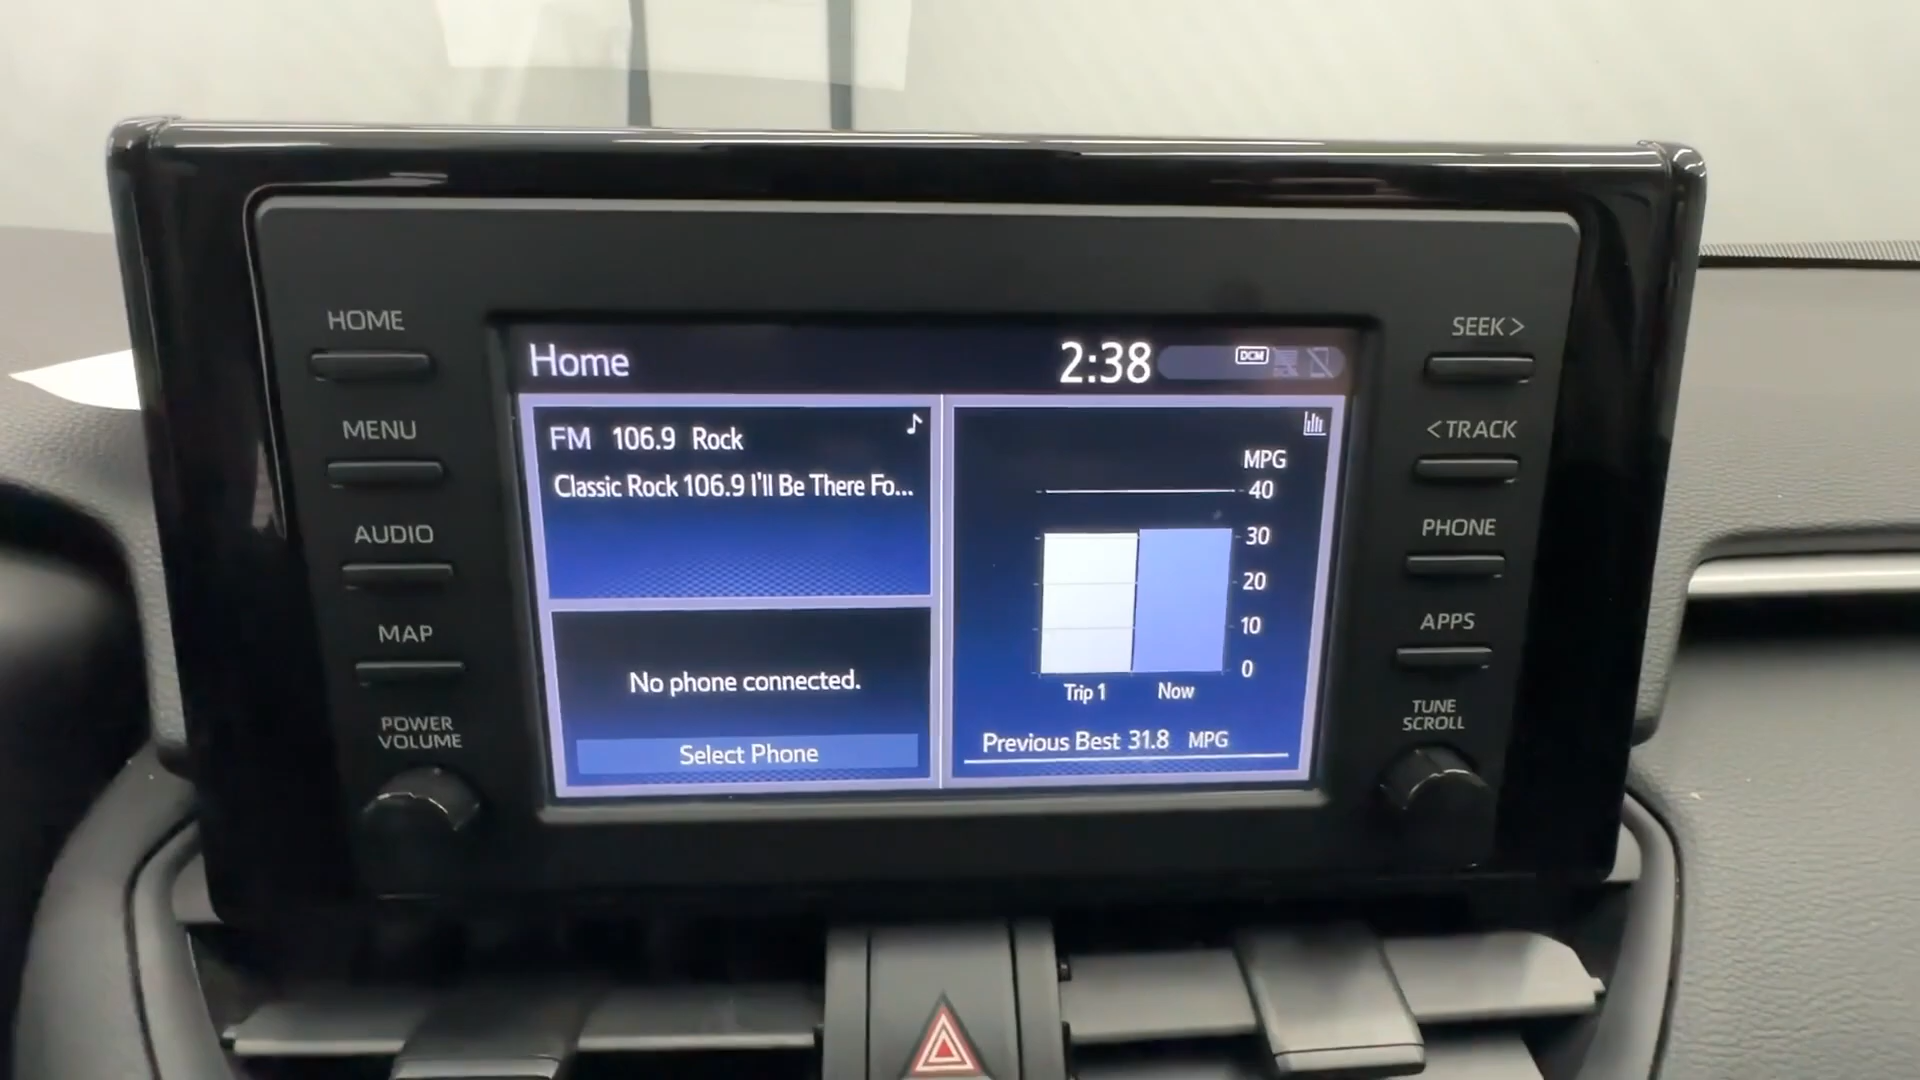 HOME
MENU
AUDIO
MAP
POWER
VOLUME
Home
2:38
DCM
FM 106.9 Rock
Classic Rock 106.9 I'll Be There Fo...
No phone connected.
Select Phone
MPG
40
30
20
10
0
Trip 1 Now
Previous Best 31.8 MPG
SEEK >
< TRACK
PHONE
APPS
TUNE
SCROLL